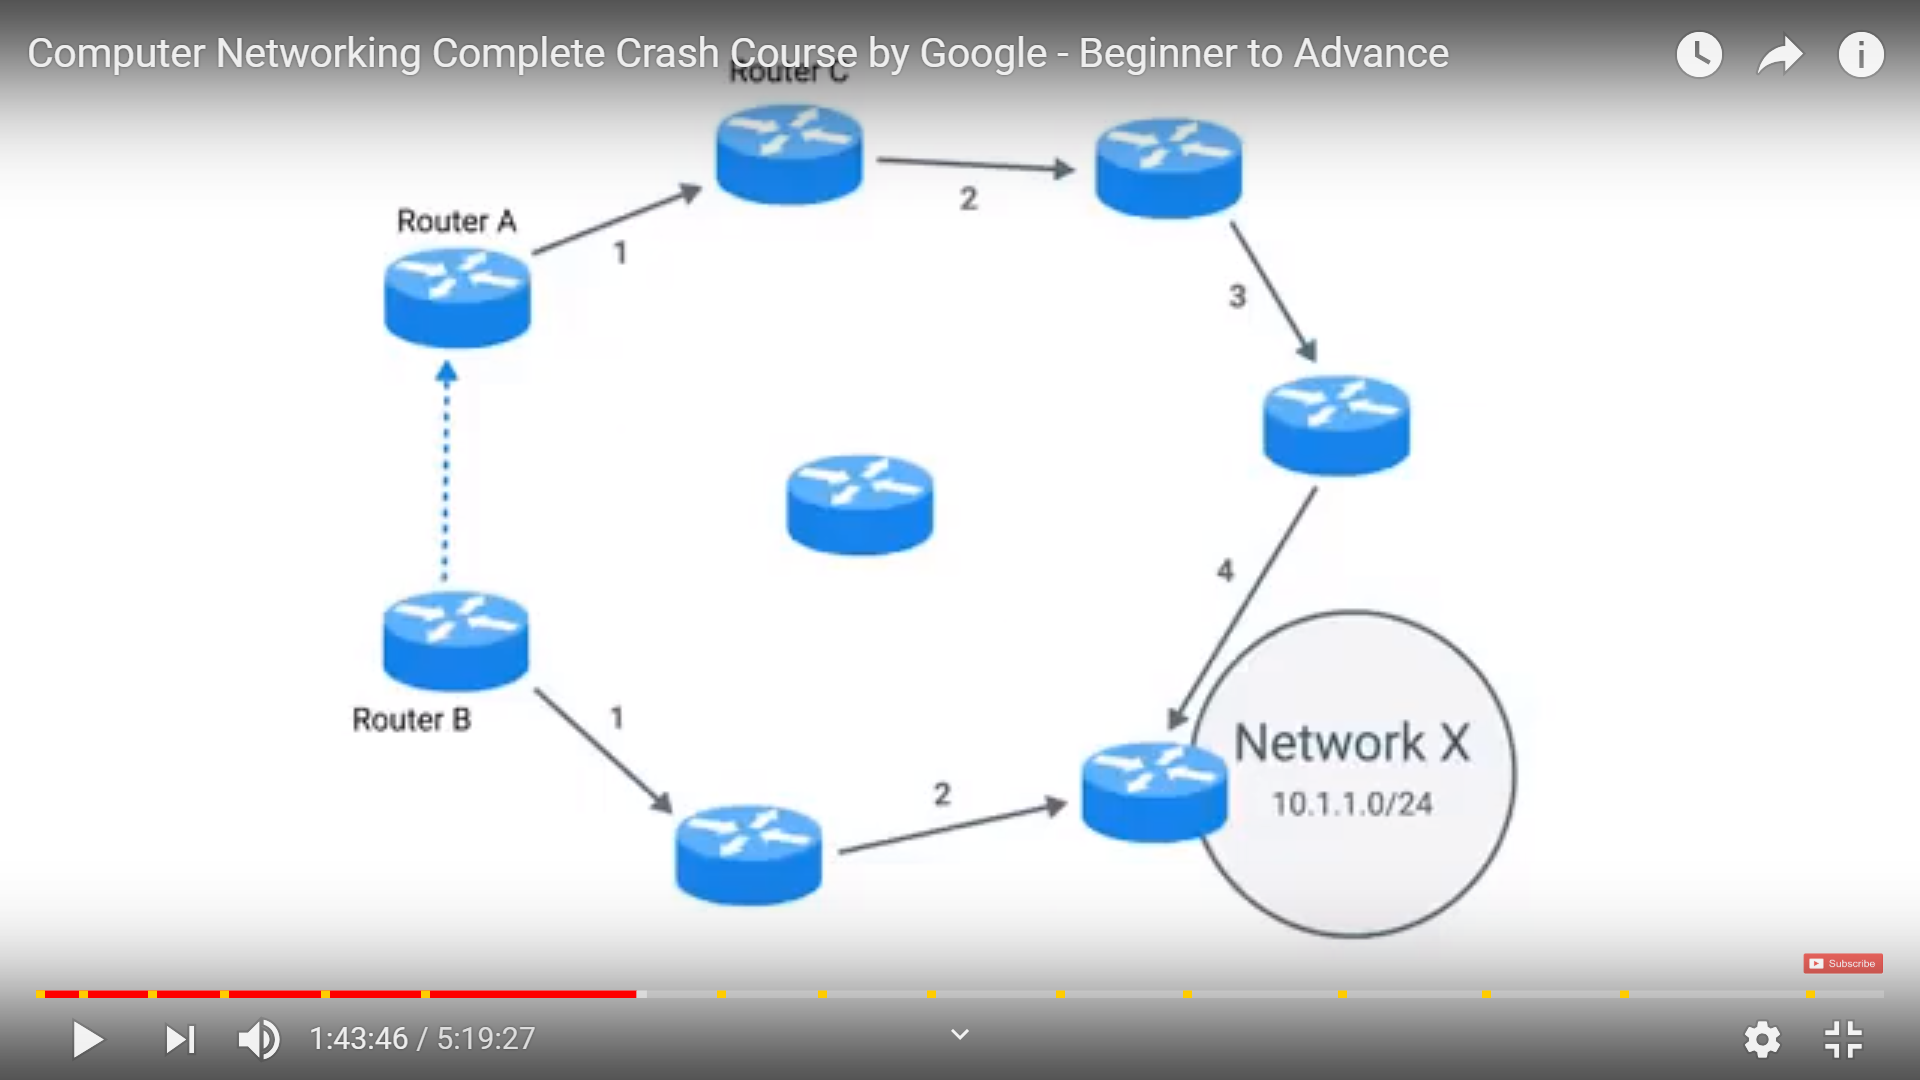 Computer Networking Complete Crash Course by Google - Beginner to Advance
Router C
2
Router A
1
3
4
Router B
1
2
Network X
10.1.1.0/24
Subscribe
1:43:46 / 5:19:27